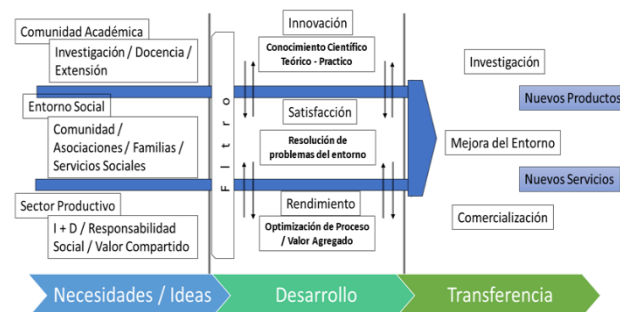 Comunidad Académica
Investigación / Docencia /
Extensión
Entorno Social
Comunidad /
Asociaciones / Familias /
Servicios Sociales
Sector Productivo
I + D / Responsabilidad
Social / Valor Compartido
Filtro
Innovación
Conocimiento Científico
Teórico - Practico
Satisfacción
Resolución de
problemas del entorno
Rendimiento
Optimización de Proceso
/ Valor Agregado
Investigación
Nuevos Productos
Mejora del Entorno
Nuevos Servicios
Comercialización
Necesidades / Ideas
Desarrollo
Transferencia